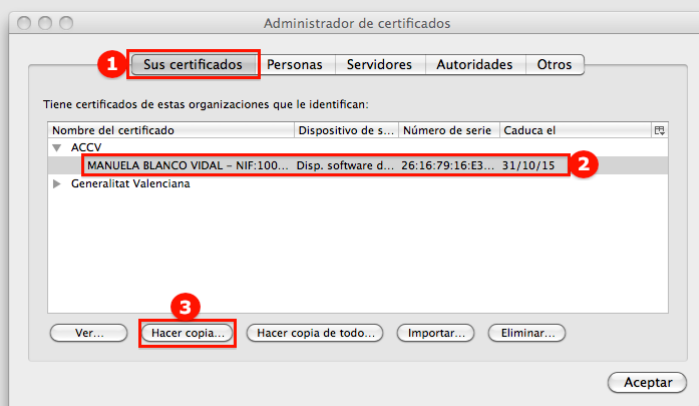 Administrador de certificados
1
Sus certificados Personas Servidores Autoridades Otros
Tiene certificados de estas organizaciones que le identifican:
Nombre del certificado Dispositivo de s... Número de serie Caduca el
ACCV
MANUELA BLANCO VIDAL – NIF:100... Disp. software d... 26:16:79:16:E3... 31/10/15 2
Generalitat Valenciana
3
Ver... Hacer copia... Hacer copia de todo... Importar... Eliminar...
Aceptar